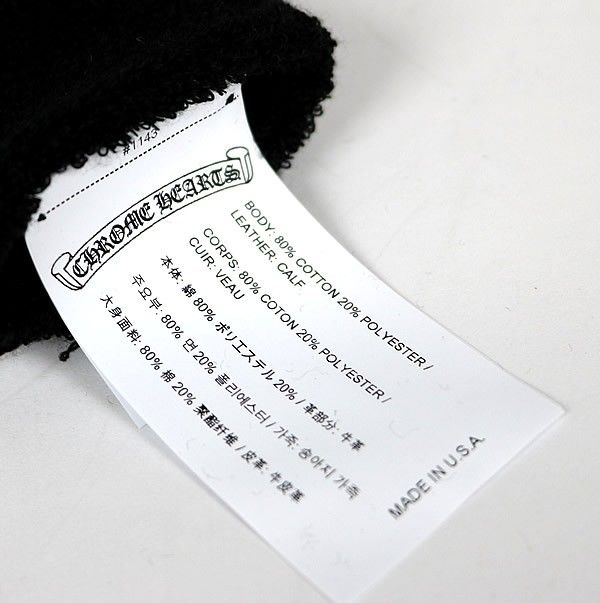 #1143
CHROME HEARTS
BODY: 80% COTTON 20% POLYESTER /
LEATHER: CALF
CORPS: 80% COTON 20% POLYESTER /
CUIR: VEAU
本体: 綿 80% ポリエステル 20% / 革部分: 牛革
주요부: 80% 면 20% 폴리에스터 / 가죽: 송아지 가죽
大身面料: 80% 棉 20% 聚酯纤维 / 皮革: 牛皮革
MADE IN U.S.A.